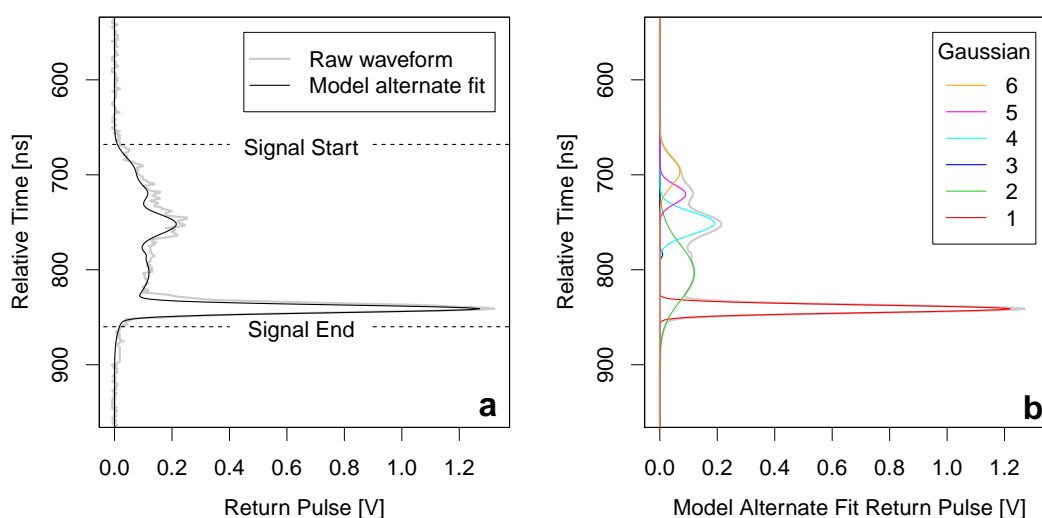 Raw waveform
Model alternate fit
Signal Start
Signal End
a
Relative Time [ns]
600
700
800
900
0.0 0.2 0.4 0.6 0.8 1.0 1.2
Return Pulse [V]
Gaussian
6
5
4
3
2
1
b
Relative Time [ns]
600
700
800
900
0.0 0.2 0.4 0.6 0.8 1.0 1.2
Model Alternate Fit Return Pulse [V]